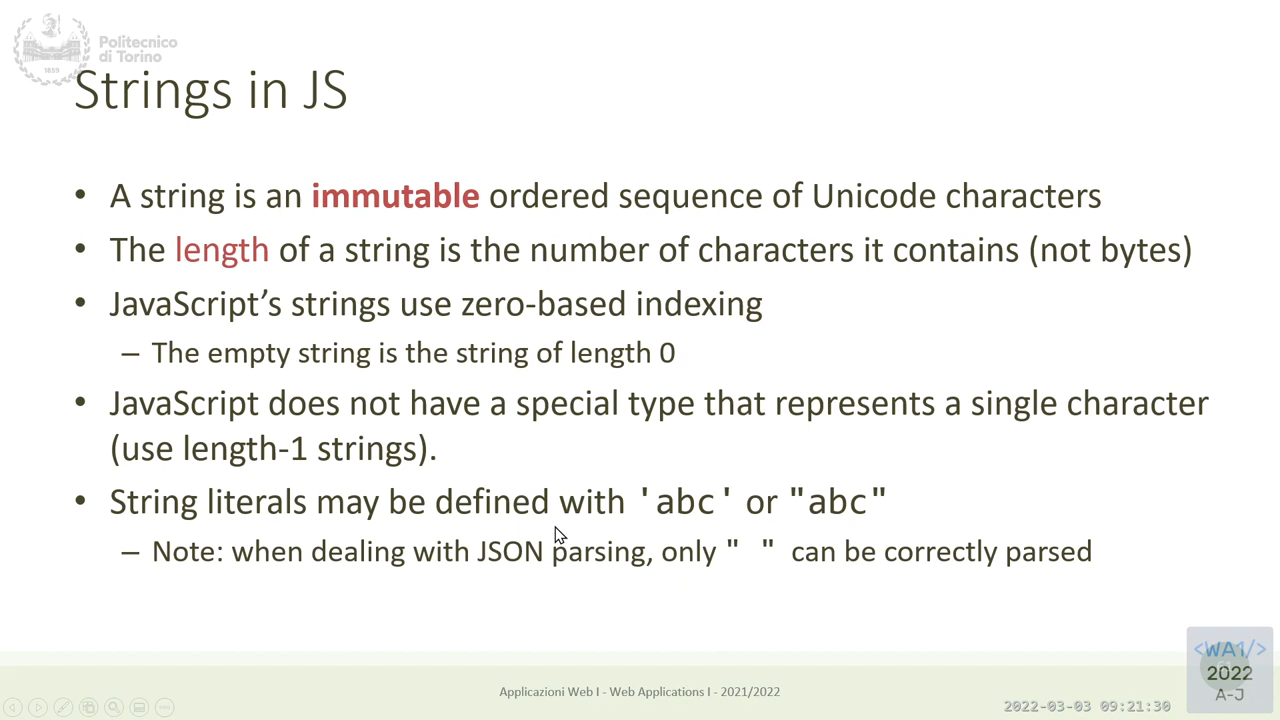 Politecnico
di Torino
1859
Strings in JS
• A string is an immutable ordered sequence of Unicode characters
• The length of a string is the number of characters it contains (not bytes)
• JavaScript’s strings use zero-based indexing
– The empty string is the string of length 0
• JavaScript does not have a special type that represents a single character
(use length-1 strings).
• String literals may be defined with 'abc' or "abc"
– Note: when dealing with JSON parsing, only " " can be correctly parsed
Applicazioni Web I - Web Applications I - 2021/2022
2022-03-03 09:21:30
<WA1/>
2022
A-J